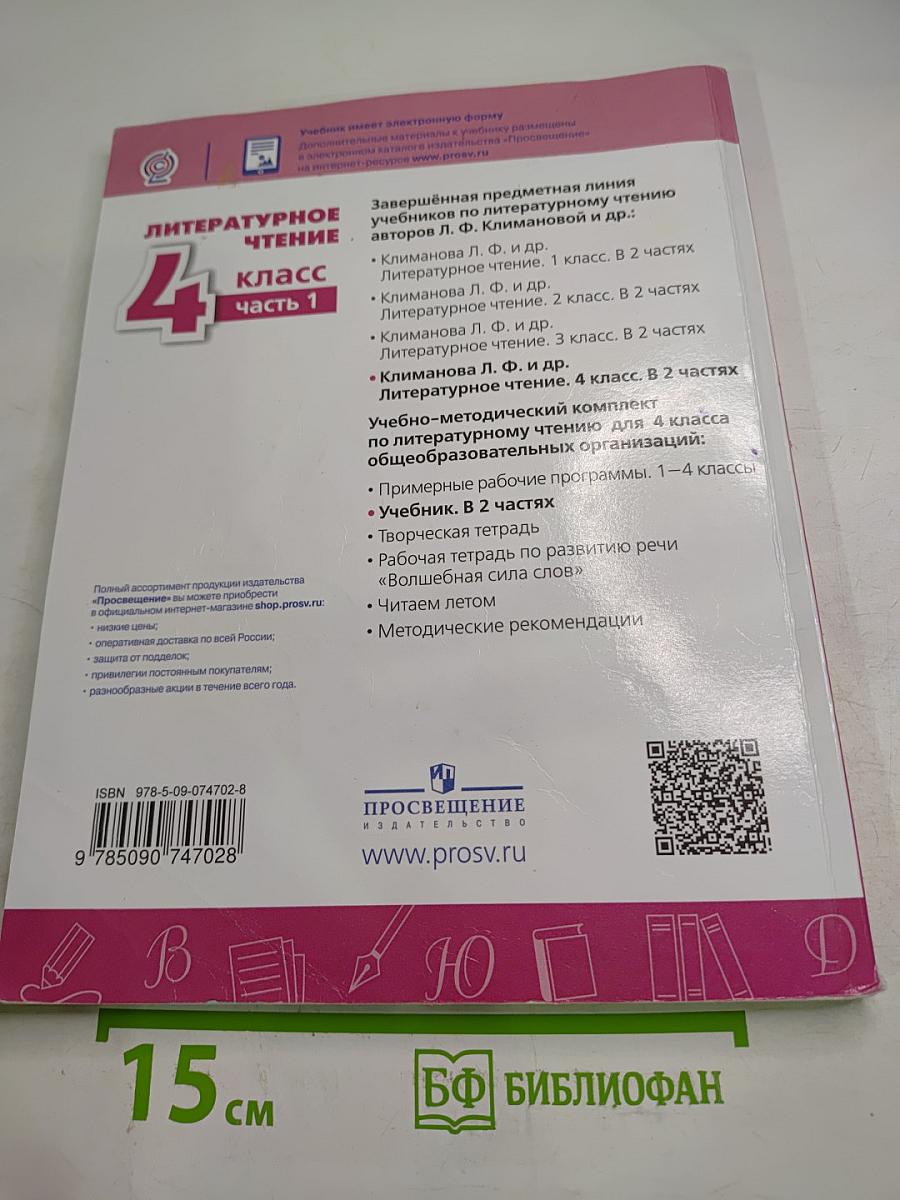 Учебник имеет электронную форму
Дополнительные материалы к учебнику размещены
в электронном каталоге издательства «Просвещение»
на интернет-ресурсе www.prosv.ru
ЛИТЕРАТУРНОЕ
ЧТЕНИЕ
4
класс
часть 1
Завершённая предметная линия
учебников по литературному чтению
авторов Л. Ф. Климановой и др.:
• Климанова Л. Ф. и др.
Литературное чтение. 1 класс. В 2 частях
• Климанова Л. Ф. и др.
Литературное чтение. 2 класс. В 2 частях
• Климанова Л. Ф. и др.
Литературное чтение. 3 класс. В 2 частях
• Климанова Л. Ф. и др.
Литературное чтение. 4 класс. В 2 частях
Учебно-методический комплект
по литературному чтению для 4 класса
общеобразовательных организаций:
• Примерные рабочие программы. 1—4 классы
• Учебник. В 2 частях
• Творческая тетрадь
• Рабочая тетрадь по развитию речи
«Волшебная сила слов»
• Читаем летом
• Методические рекомендации
Полный ассортимент продукции издательства
«Просвещение» вы можете приобрести
в официальном интернет-магазине shop.prosv.ru:
• низкие цены;
• оперативная доставка по всей России;
• защита от подделок;
• привилегии постоянным покупателям;
• разнообразные акции в течение всего года.
ISBN 978-5-09-074702-8
9 785090 747028
ПРОСВЕЩЕНИЕ
ИЗДАТЕЛЬСТВО
www.prosv.ru
В Ю D
15 см
БФ БИБЛИОФАН